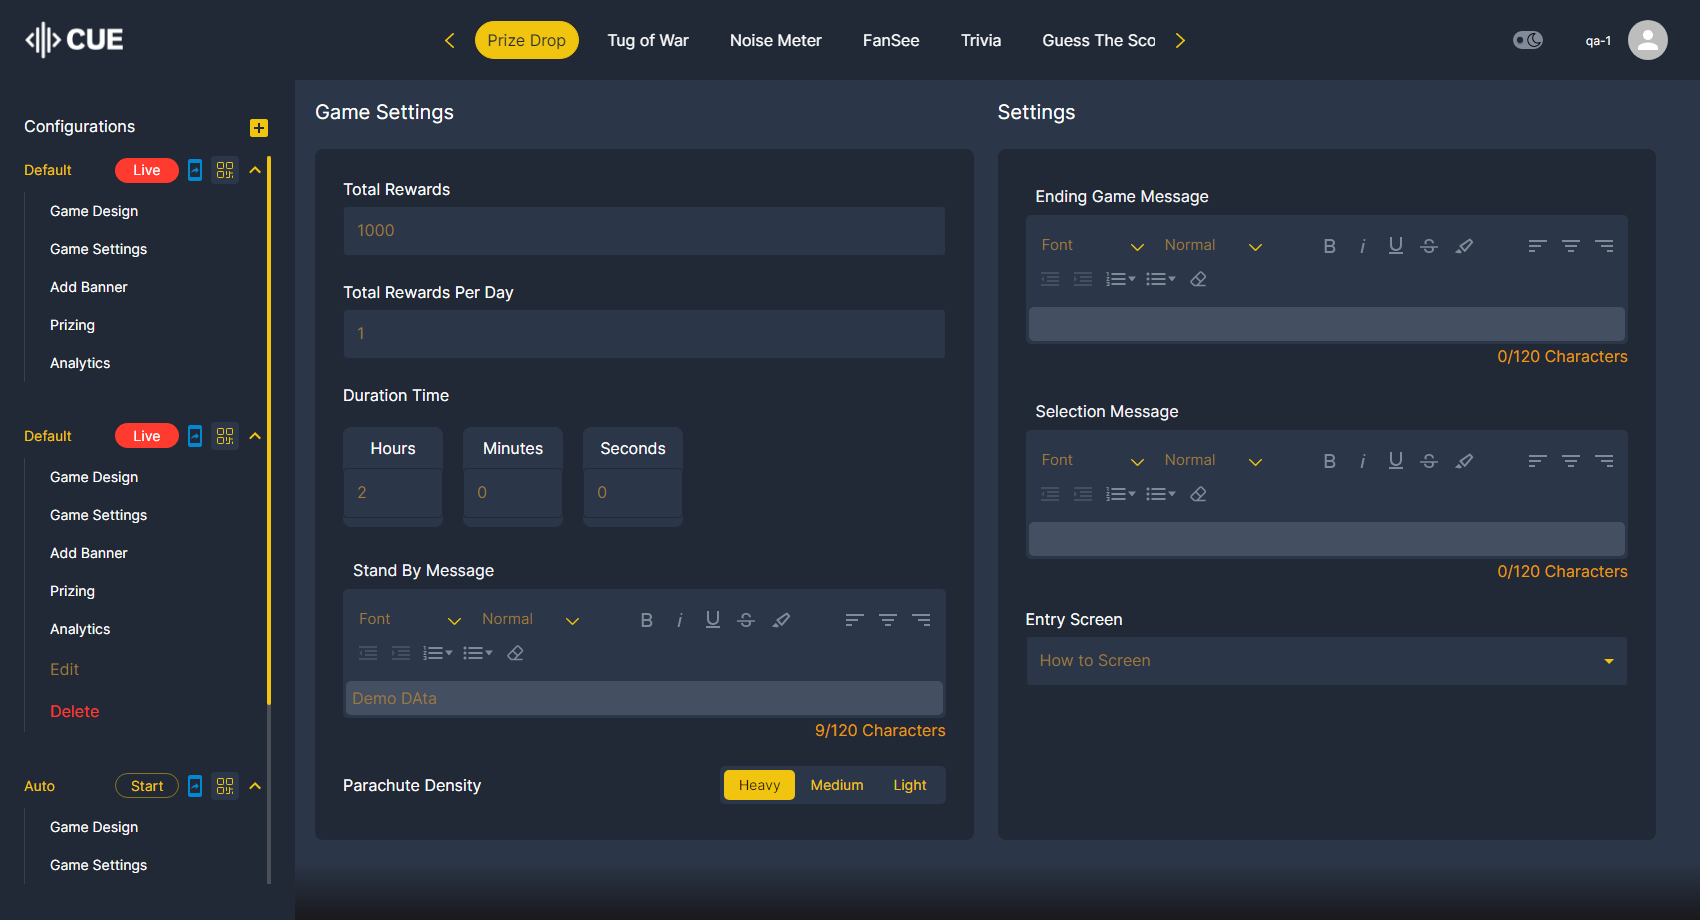 CUE
Prize Drop
Tug of War
Noise Meter
FanSee
Trivia
Guess The Sco
qa-1
Configurations
Default
Live
Game Design
Game Settings
Add Banner
Prizing
Analytics
Default
Live
Game Design
Game Settings
Add Banner
Prizing
Analytics
Edit
Delete
Auto
Start
Game Design
Game Settings
Game Settings
Total Rewards
1000
Total Rewards Per Day
1
Duration Time
Hours
Minutes
Seconds
2
0
0
Stand By Message
Font
Normal
B i U S
Demo DAta
9/120 Characters
Parachute Density
Heavy
Medium
Light
Settings
Ending Game Message
Font
Normal
B i U S
0/120 Characters
Selection Message
Font
Normal
B i U S
0/120 Characters
Entry Screen
How to Screen